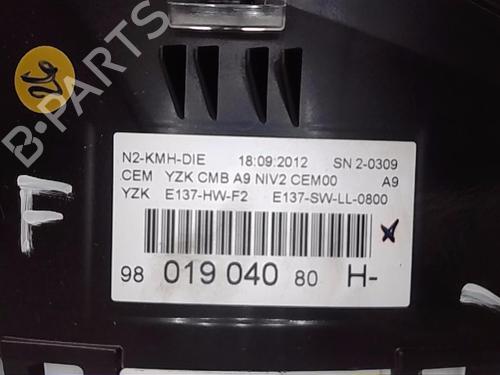 B-PARTS
N2-KMH-DIE 18:09:2012 SN 2-0309
CEM YZK CMB A9 NIV2 CEM00 A9
YZK E137-HW-F2 E137-SW-LL-0800
98 019 040 80 H-
F